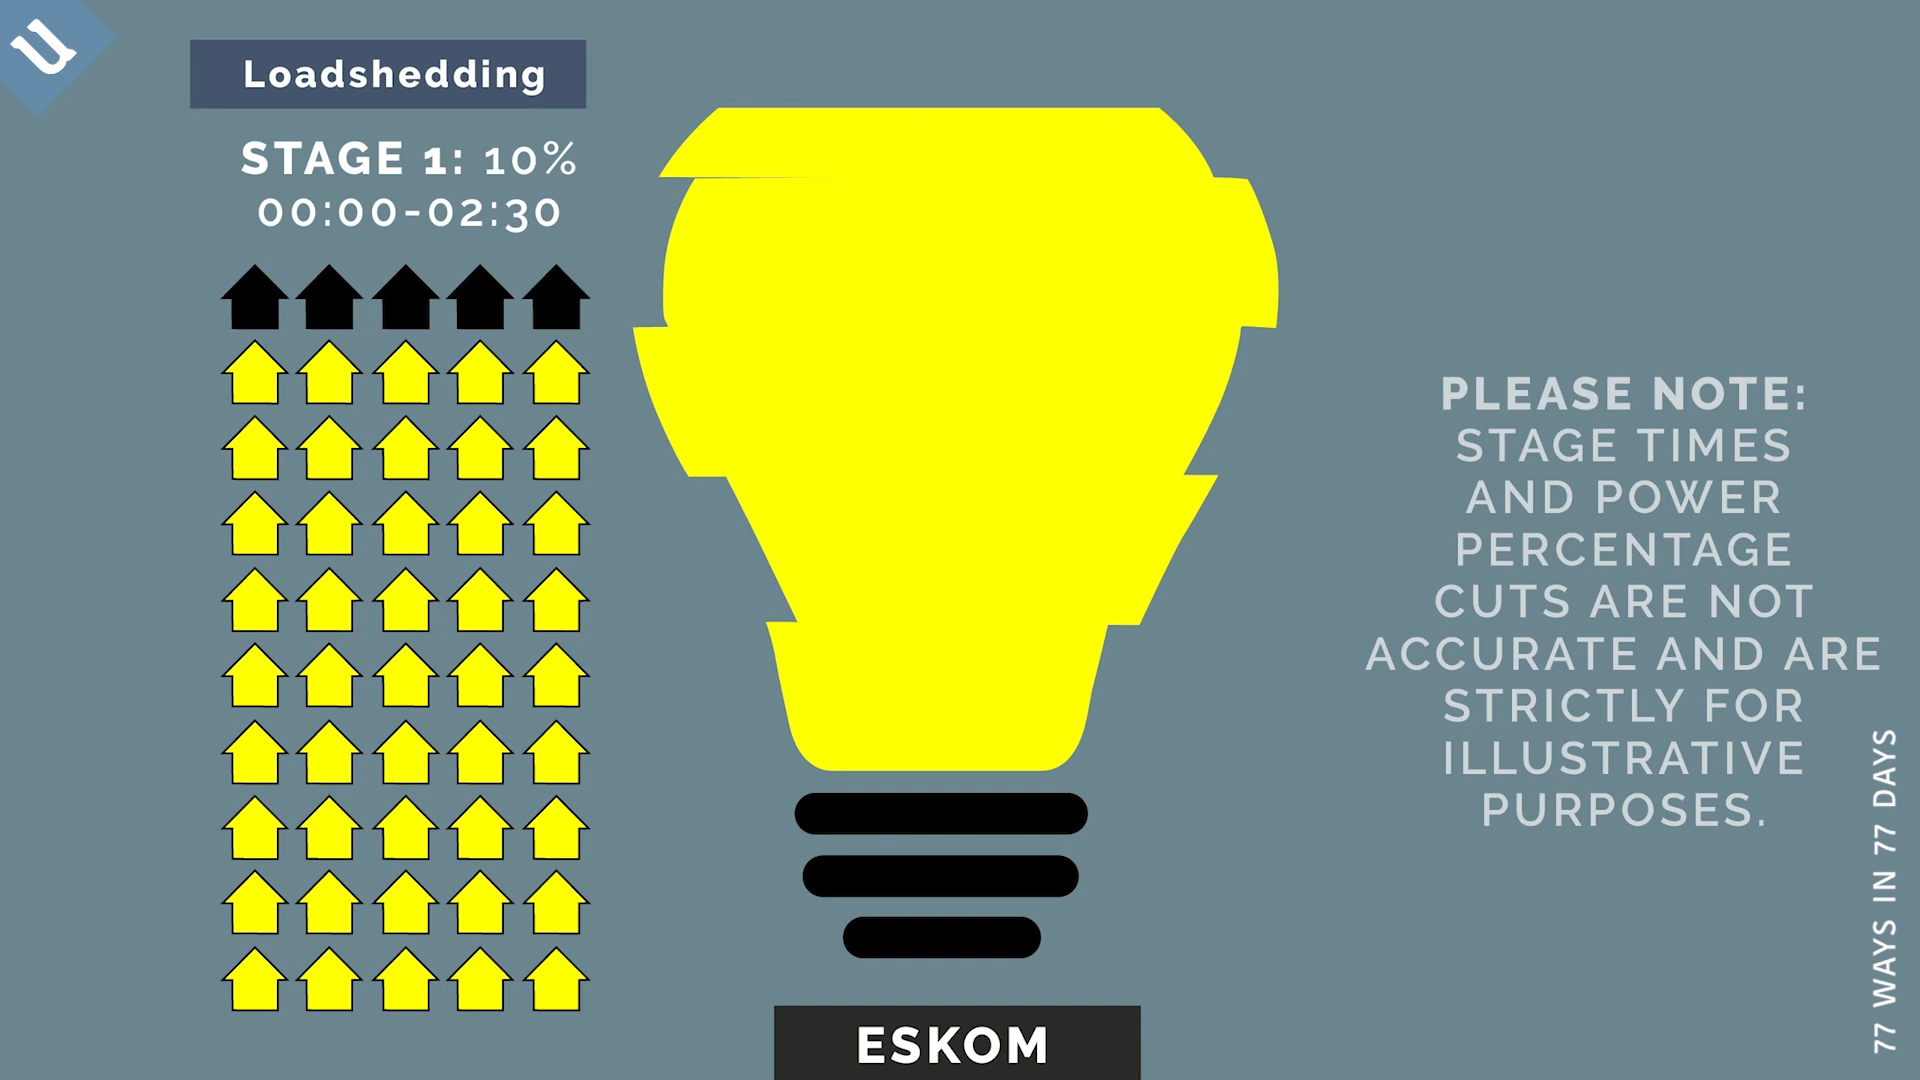 u
Loadshedding
STAGE 1: 10%
00:00-02:30
PLEASE NOTE:
STAGE TIMES
AND POWER
PERCENTAGE
CUTS ARE NOT
ACCURATE AND ARE
STRICTLY FOR
ILLUSTRATIVE
PURPOSES.
77 WAYS IN 77 DAYS
ESKOM